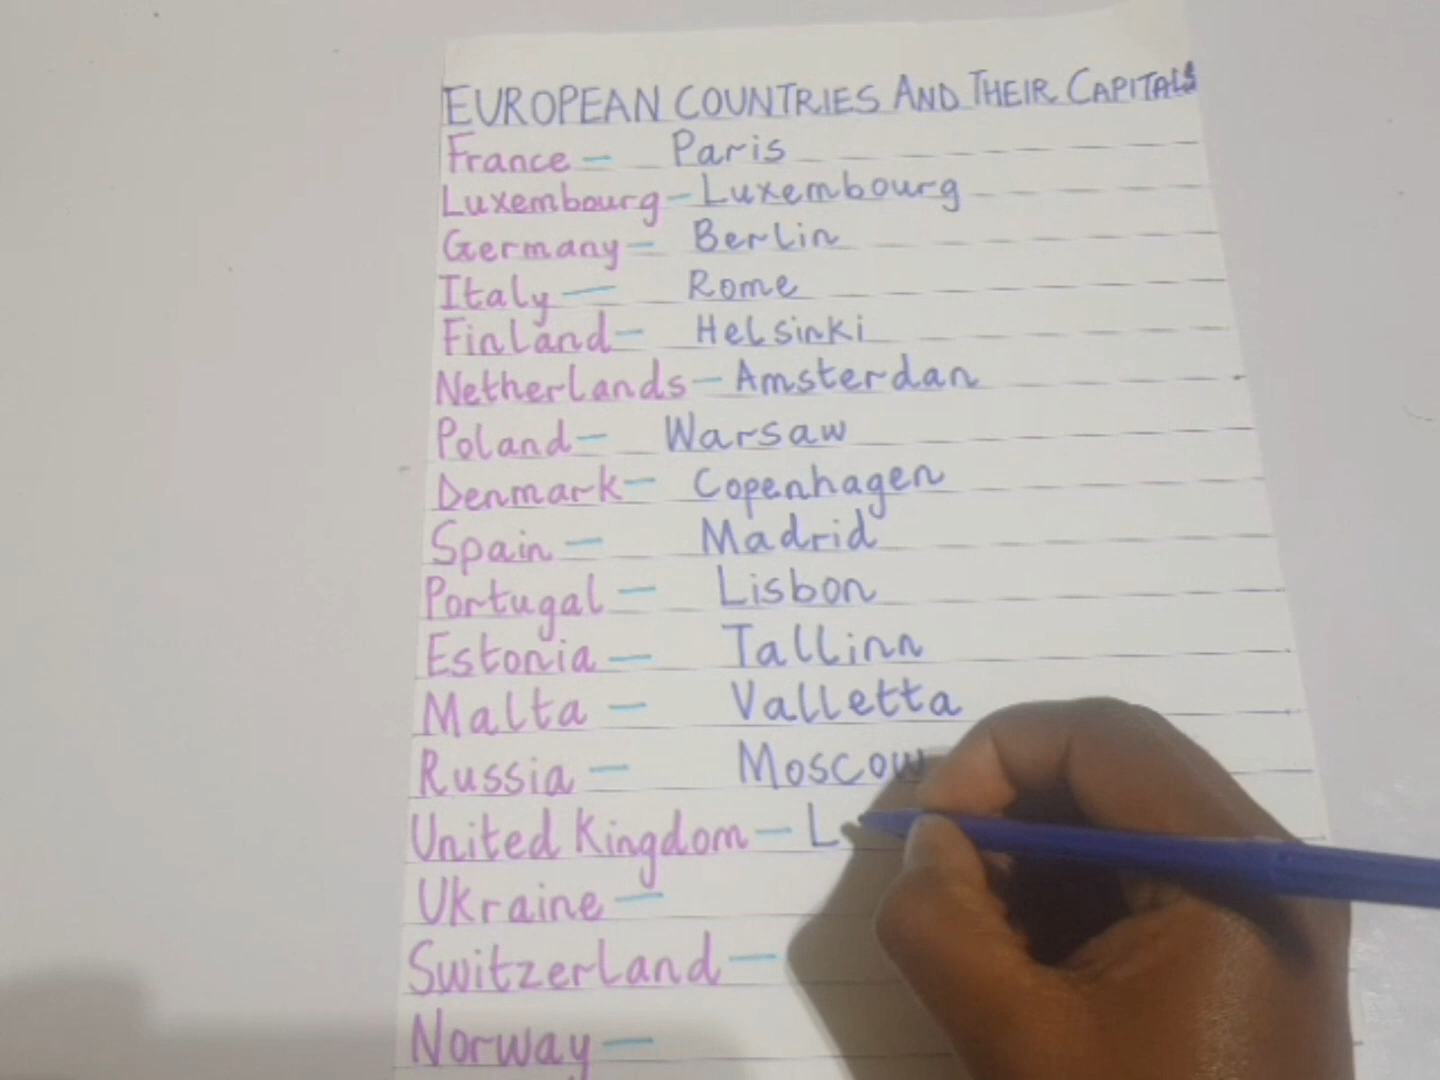 EUROPEAN COUNTRIES AND THEIR CAPITALS
France – Paris
Luxembourg – Luxembourg
Germany – Berlin
Italy – Rome
Finland – Helsinki
Netherlands – Amsterdan
Poland – Warsaw
Denmark – Copenhagen
Spain – Madrid
Portugal – Lisbon
Estonia – Tallinn
Malta – Valletta
Russia – Moscow
United Kingdom – L
Ukraine –
Switzerland –
Norway –